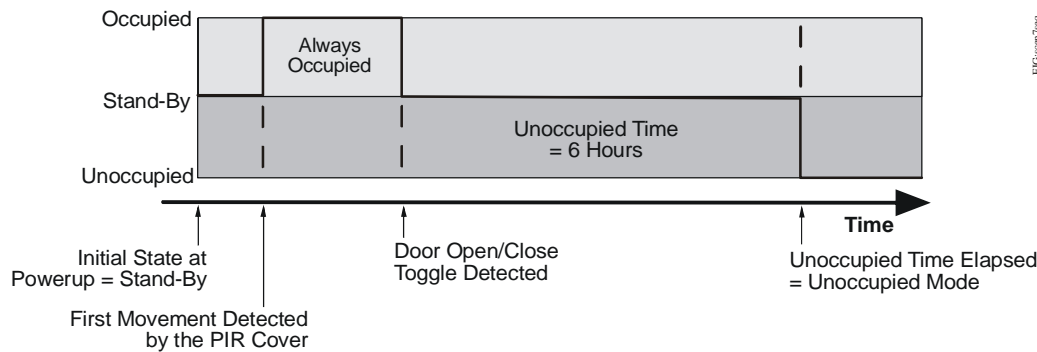 Occupied
Always
Occupied
Stand-By
Unoccupied Time
= 6 Hours
Unoccupied
Time
Initial State at
Powerup = Stand-By
Door Open/Close
Toggle Detected
Unoccupied Time Elapsed
= Unoccupied Mode
First Movement Detected
by the PIR Cover